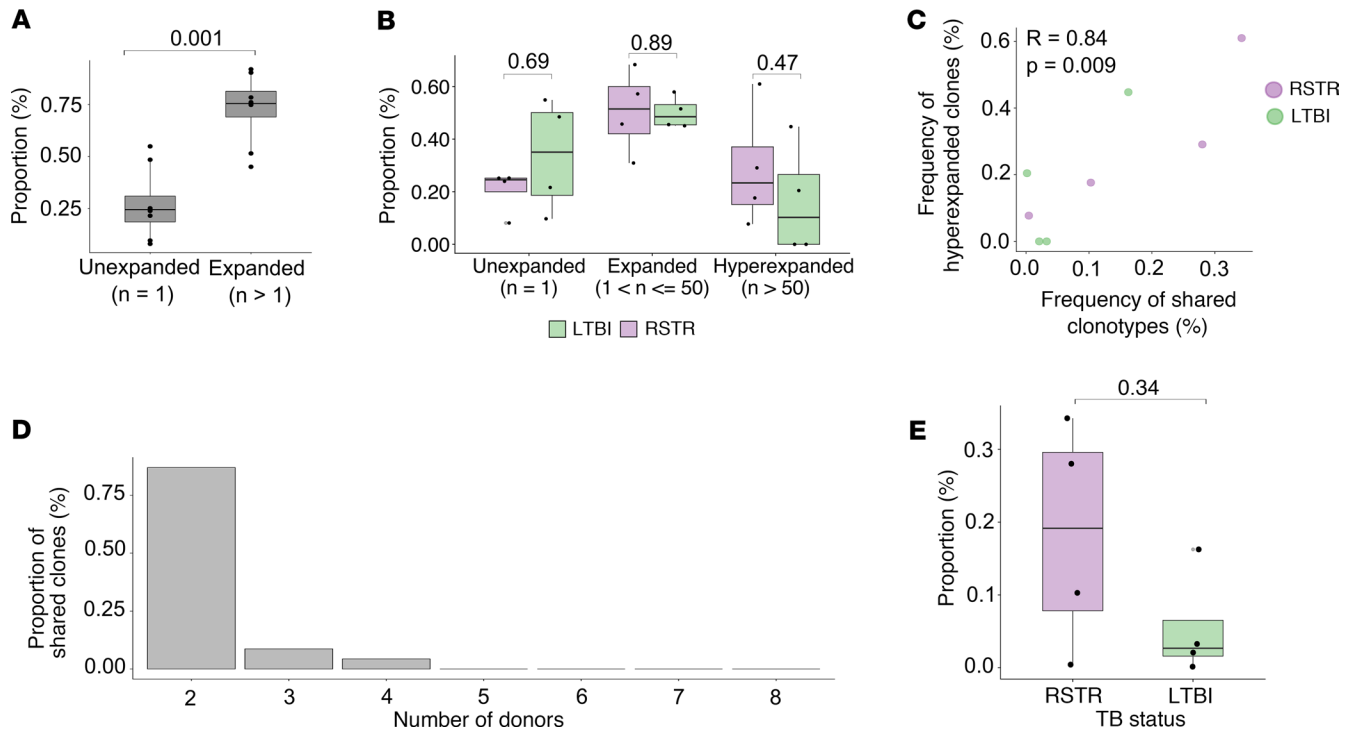 A
0.001
Proportion (%)
0.75
0.50
0.25
Unexpanded
(n = 1)
Expanded
(n > 1)
B
0.69
0.89
0.47
Proportion (%)
0.60
0.40
0.20
0.00
Unexpanded
(n = 1)
Expanded
(1 < n <= 50)
Hyperexpanded
(n > 50)
LTBI
RSTR
C
R = 0.84
p = 0.009
Frequency of
hyperexpanded clones (%)
0.6
0.4
0.2
0.0
0.0
0.1
0.2
0.3
Frequency of shared
clonotypes (%)
RSTR
LTBI
D
Proportion of
shared clones (%)
0.75
0.50
0.25
0.00
2
3
4
5
6
7
8
Number of donors
E
0.34
Proportion (%)
0.3
0.2
0.1
0.0
RSTR
LTBI
TB status